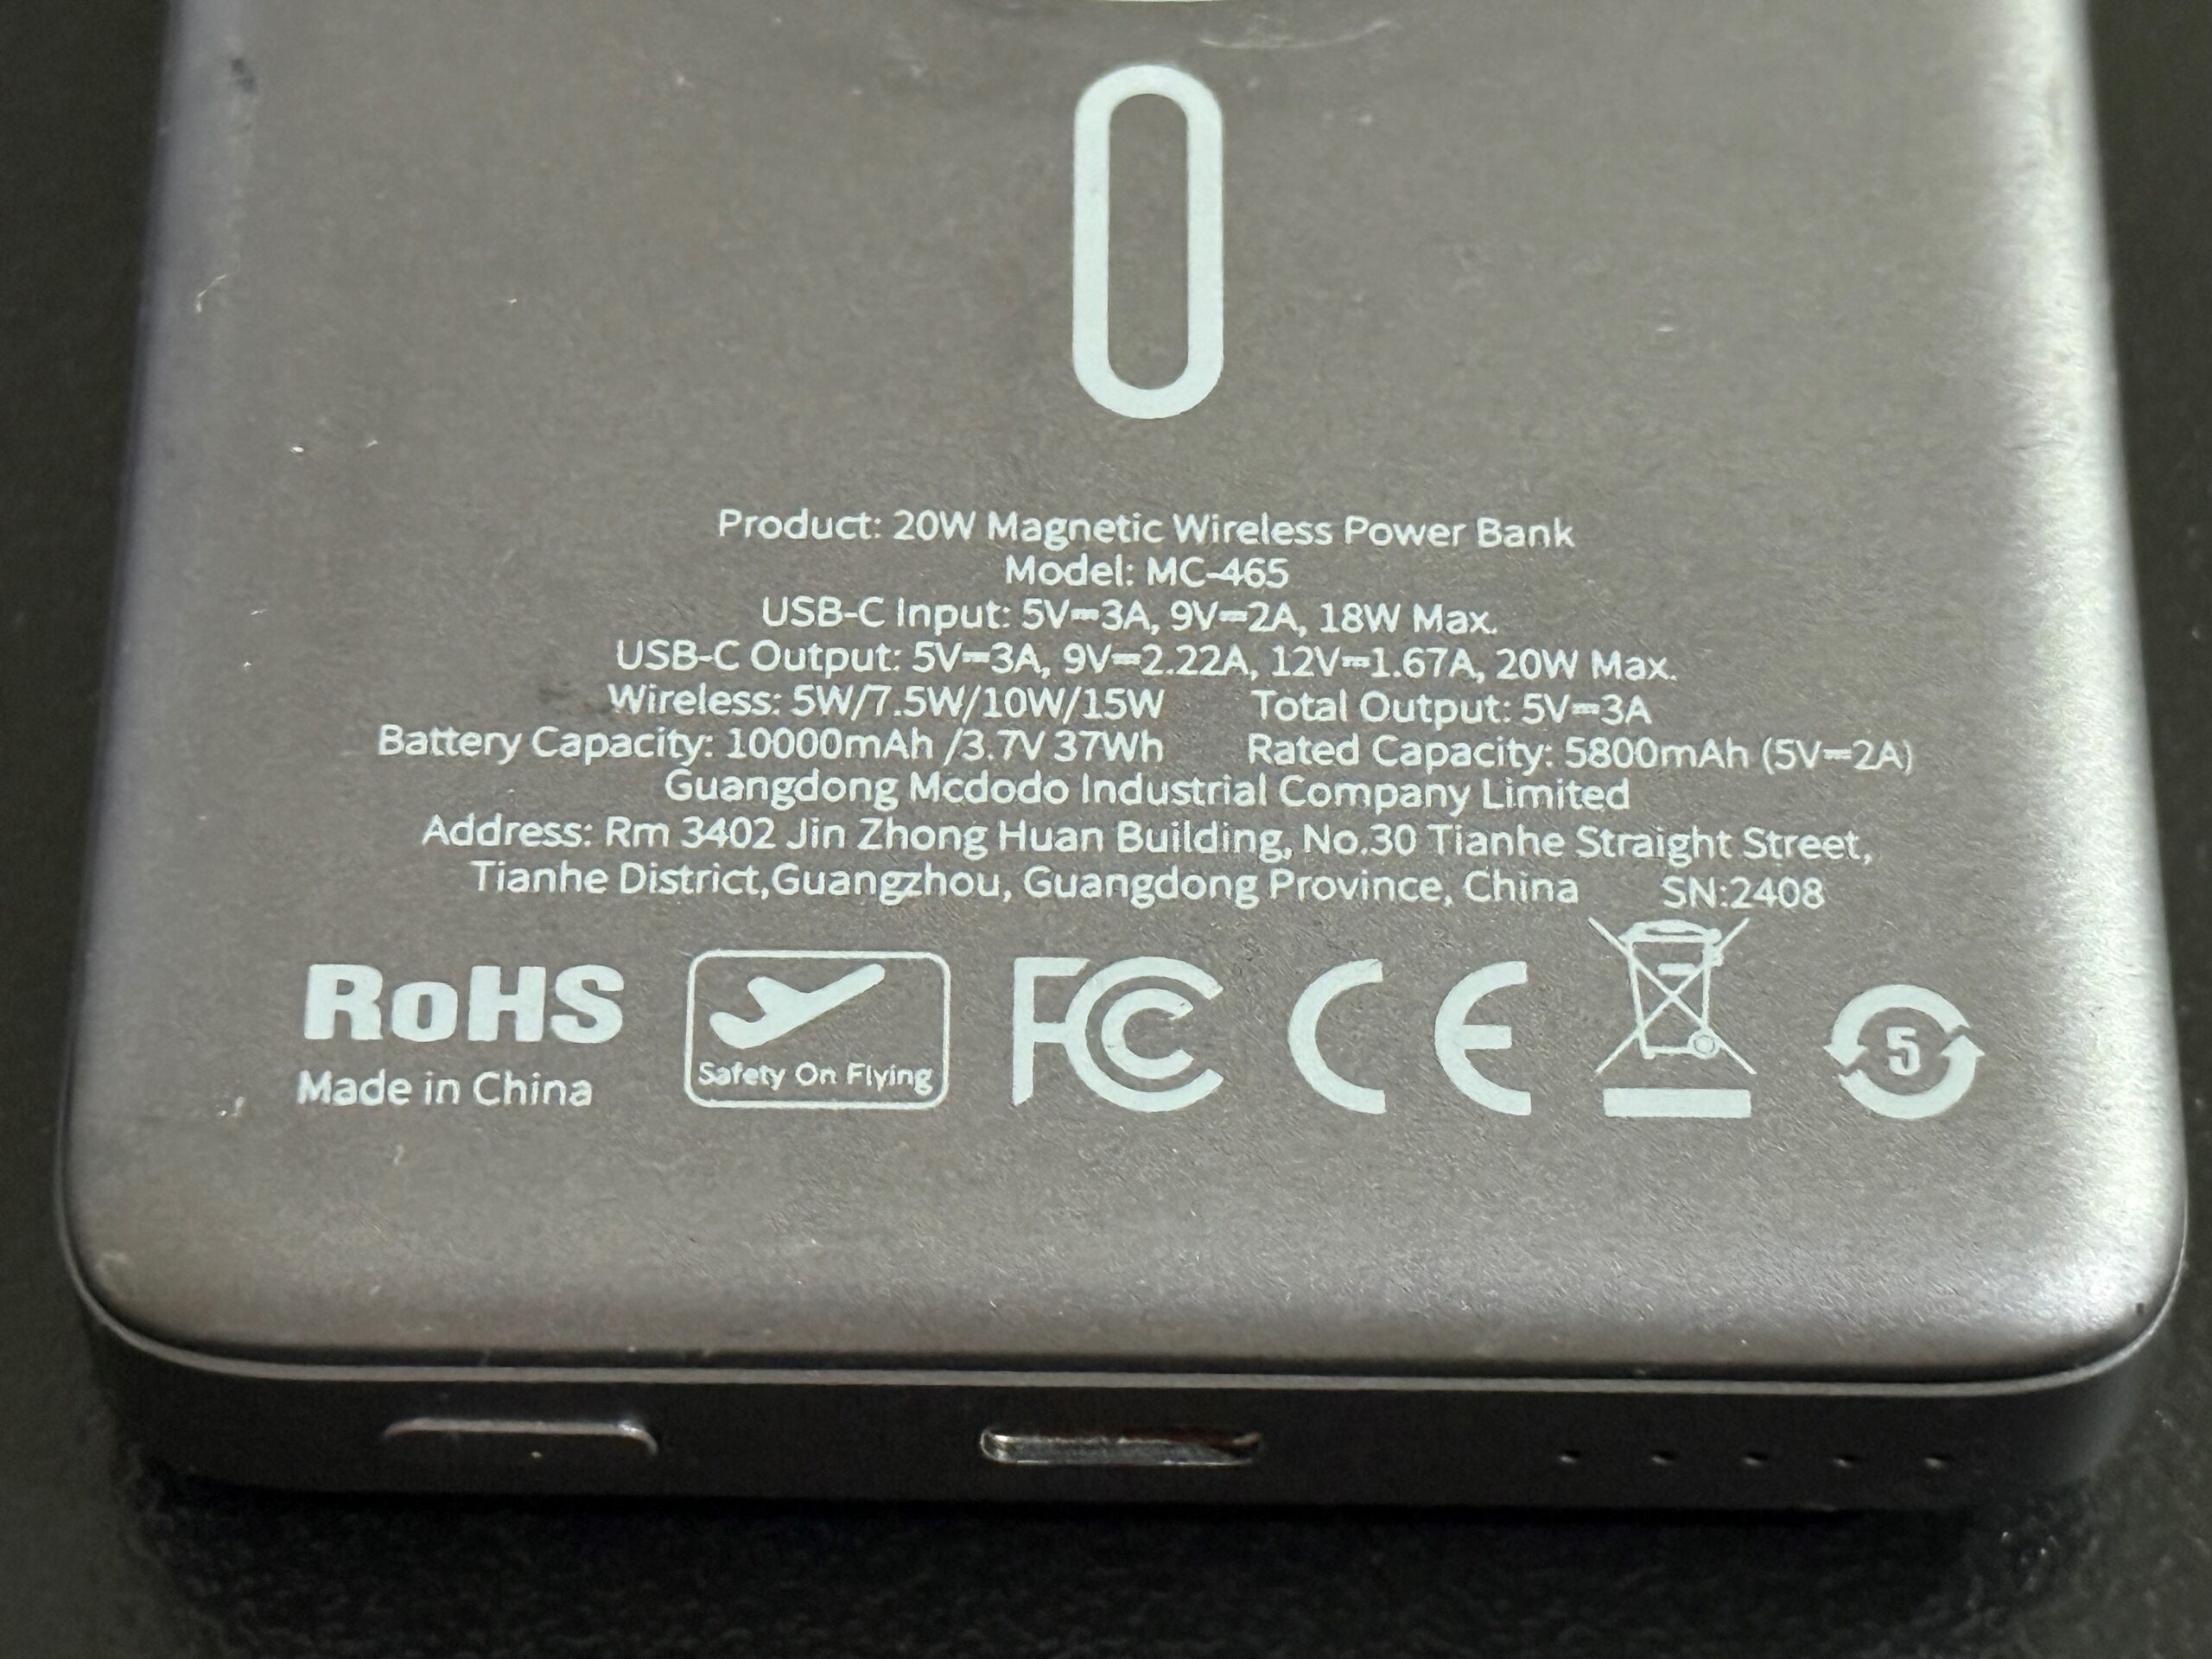 Product: 20W Magnetic Wireless Power Bank
Model: MC-465
USB-C Input: 5V⎓3A, 9V⎓2A, 18W Max.
USB-C Output: 5V⎓3A, 9V⎓2.22A, 12V⎓1.67A, 20W Max.
Wireless: 5W/7.5W/10W/15W Total Output: 5V⎓3A
Battery Capacity: 10000mAh /3.7V 37Wh Rated Capacity: 5800mAh (5V⎓2A)
Guangdong Mcdodo Industrial Company Limited
Address: Rm 3402 Jin Zhong Huan Building, No.30 Tianhe Straight Street,
Tianhe District,Guangzhou, Guangdong Province, China SN:2408
RoHS
Made in China
Safety On Flying
FC
CE
5